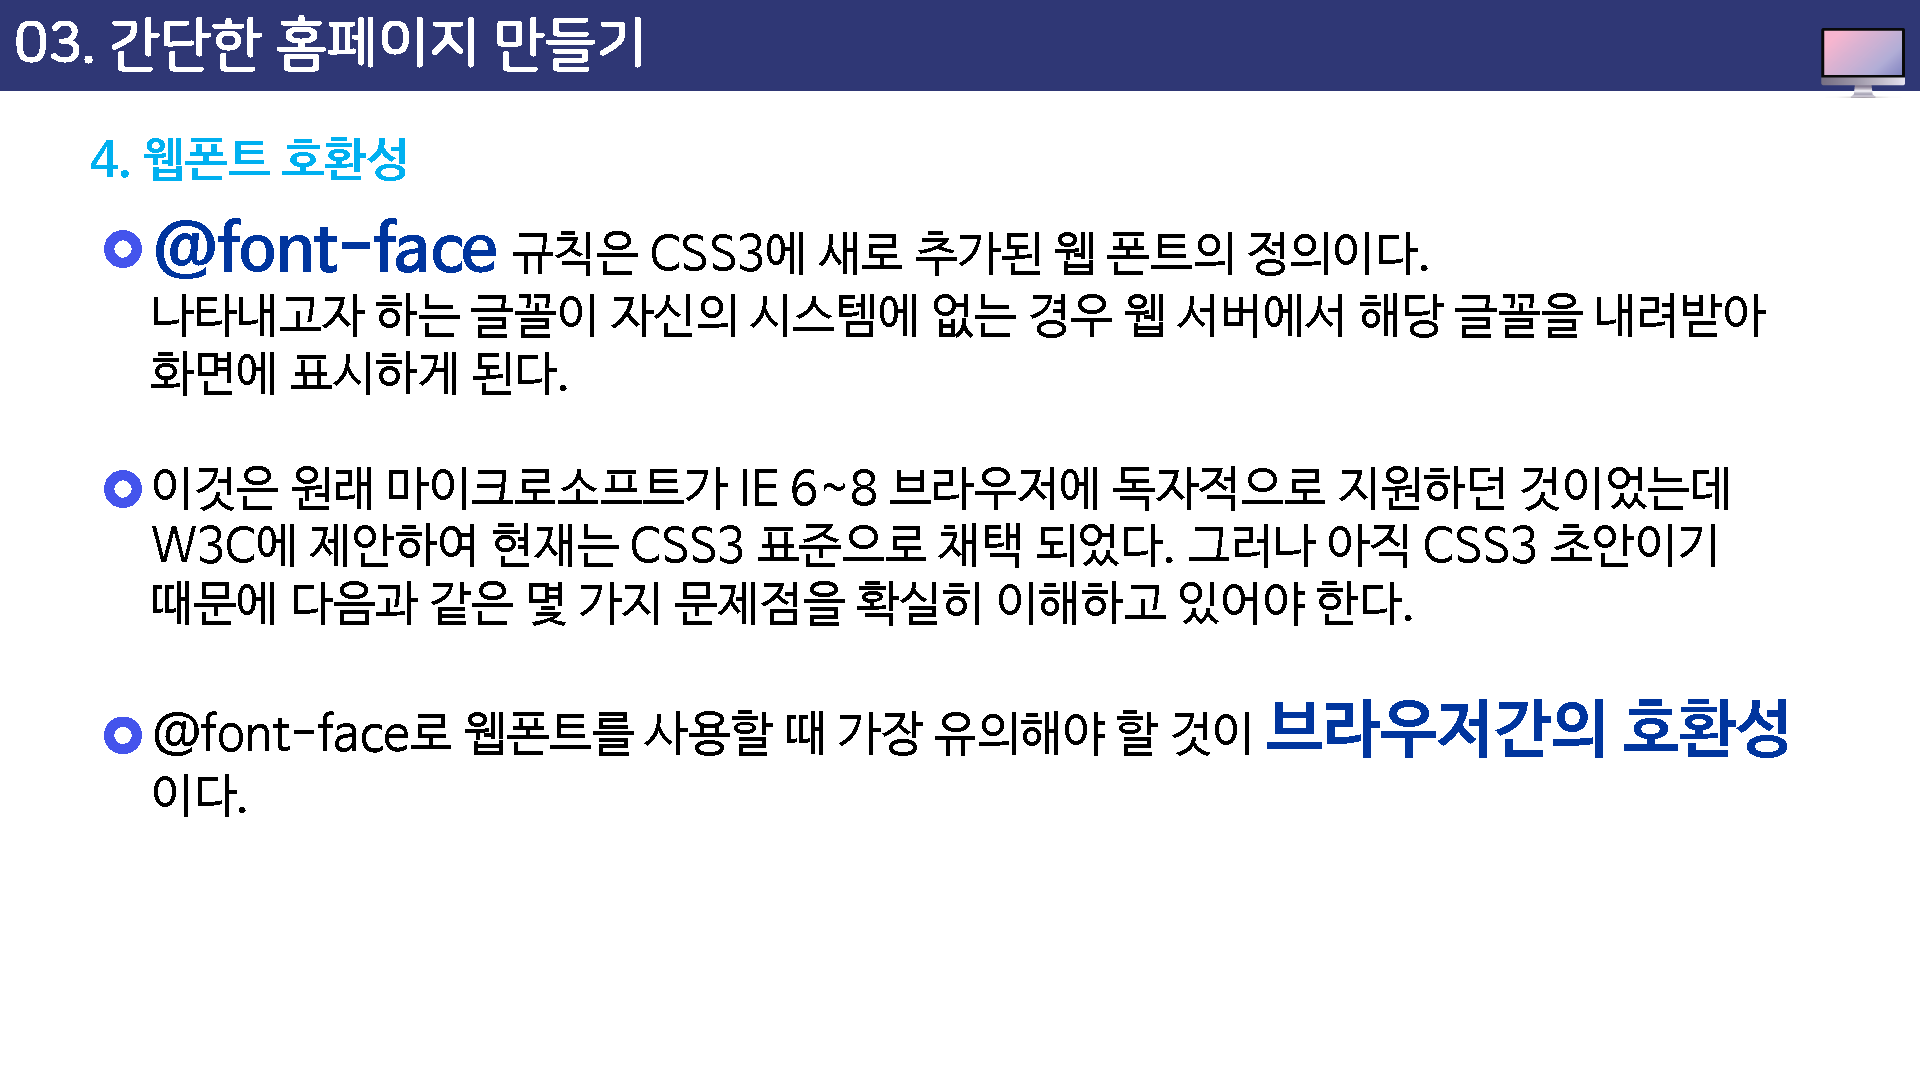 03. 간단한 홈페이지 만들기
4. 웹폰트 호환성
@font-face 규칙은 CSS3에 새로 추가된 웹 폰트의 정의이다.
나타내고자 하는 글꼴이 자신의 시스템에 없는 경우 웹 서버에서 해당 글꼴을 내려받아
화면에 표시하게 된다.
이것은 원래 마이크로소프트가 IE 6~8 브라우저에 독자적으로 지원하던 것이었는데
W3C에 제안하여 현재는 CSS3 표준으로 채택 되었다. 그러나 아직 CSS3 초안이기
때문에 다음과 같은 몇 가지 문제점을 확실히 이해하고 있어야 한다.
@font-face로 웹폰트를 사용할 때 가장 유의해야 할 것이 브라우저간의 호환성
이다.